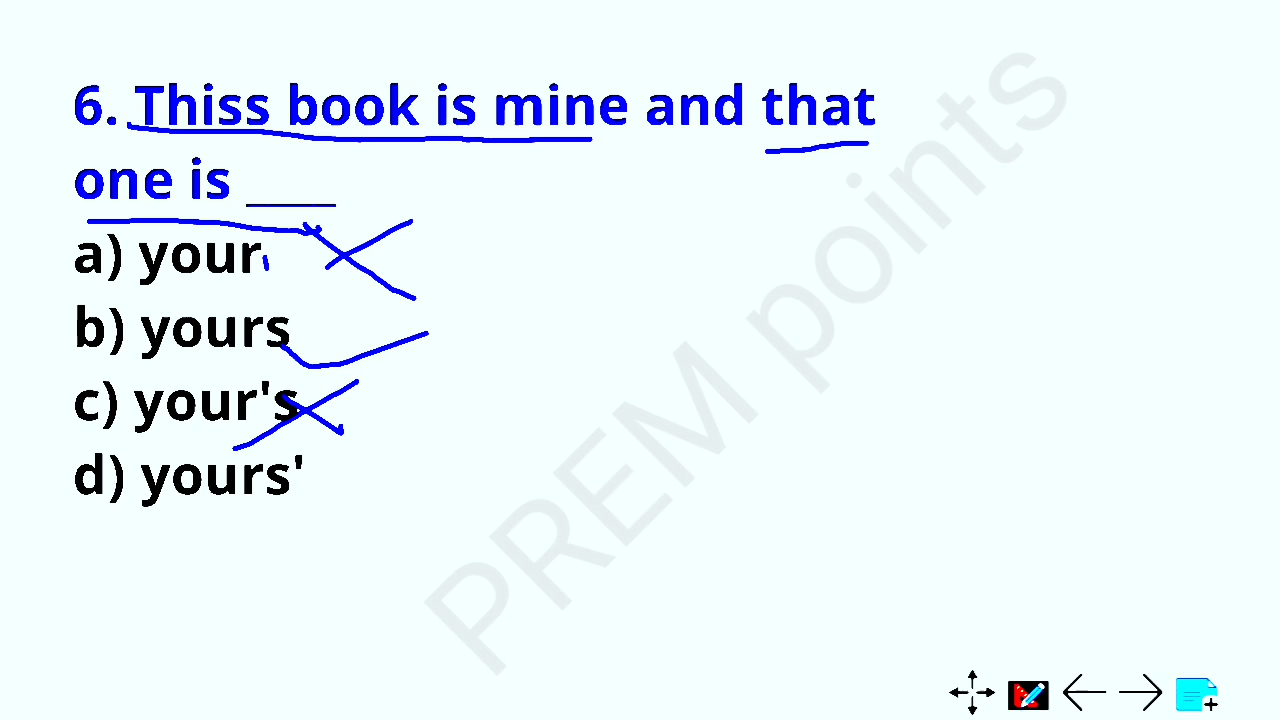 6. Thiss book is mine and that
one is ____
a) your
b) yours
c) your's
d) yours'
PREM points